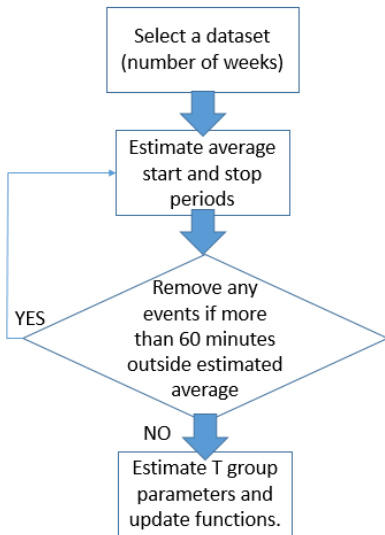 Select a dataset
(number of weeks)
Estimate average
start and stop
periods
Remove any
events if more
than 60 minutes
outside estimated
average
YES
NO
Estimate T group
parameters and
update functions.